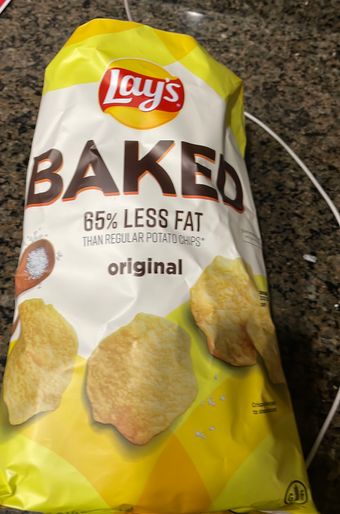 Lay's
BAKED
65% LESS FAT
THAN REGULAR POTATO CHIPS*
original